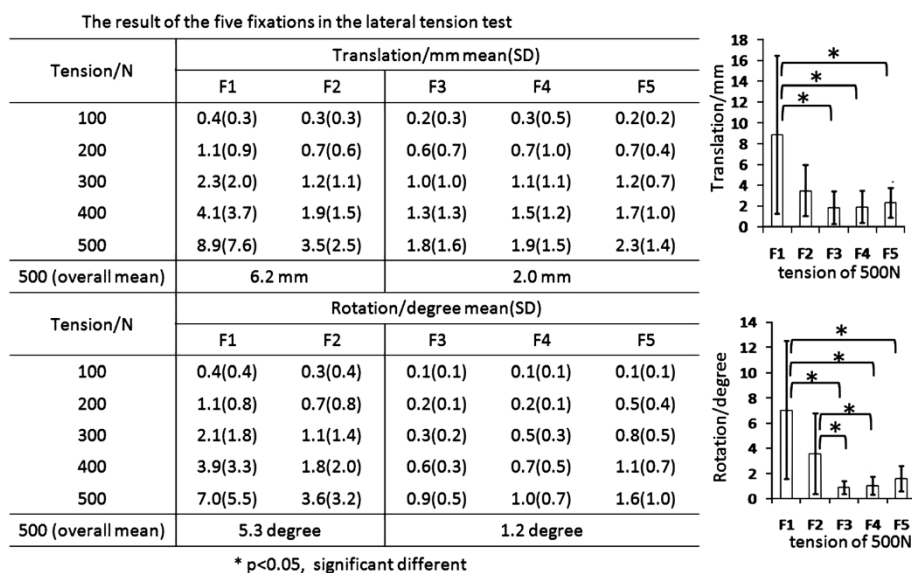 The result of the five fixations in the lateral tension test
Tension/N
Translation/mm mean(SD)
F1 F2 F3 F4 F5
100 0.4(0.3) 0.3(0.3) 0.2(0.3) 0.3(0.5) 0.2(0.2)
200 1.1(0.9) 0.7(0.6) 0.6(0.7) 0.7(1.0) 0.7(0.4)
300 2.3(2.0) 1.2(1.1) 1.0(1.0) 1.1(1.1) 1.2(0.7)
400 4.1(3.7) 1.9(1.5) 1.3(1.3) 1.5(1.2) 1.7(1.0)
500 8.9(7.6) 3.5(2.5) 1.8(1.6) 1.9(1.5) 2.3(1.4)
500 (overall mean) 6.2 mm 2.0 mm
Tension/N
Rotation/degree mean(SD)
F1 F2 F3 F4 F5
100 0.4(0.4) 0.3(0.4) 0.1(0.1) 0.1(0.1) 0.1(0.1)
200 1.1(0.8) 0.7(0.8) 0.2(0.1) 0.2(0.1) 0.5(0.4)
300 2.1(1.8) 1.1(1.4) 0.3(0.2) 0.5(0.3) 0.8(0.5)
400 3.9(3.3) 1.8(2.0) 0.6(0.3) 0.7(0.5) 1.1(0.7)
500 7.0(5.5) 3.6(3.2) 0.9(0.5) 1.0(0.7) 1.6(1.0)
500 (overall mean) 5.3 degree 1.2 degree
* p<0.05, significant different
Translation/mm
18
16
14
12
10
8
6
4
2
0
*
*
*
F1 F2 F3 F4 F5
tension of 500N
Rotation/degree
14
12
10
8
6
4
2
0
*
*
*
*
*
F1 F2 F3 F4 F5
tension of 500N